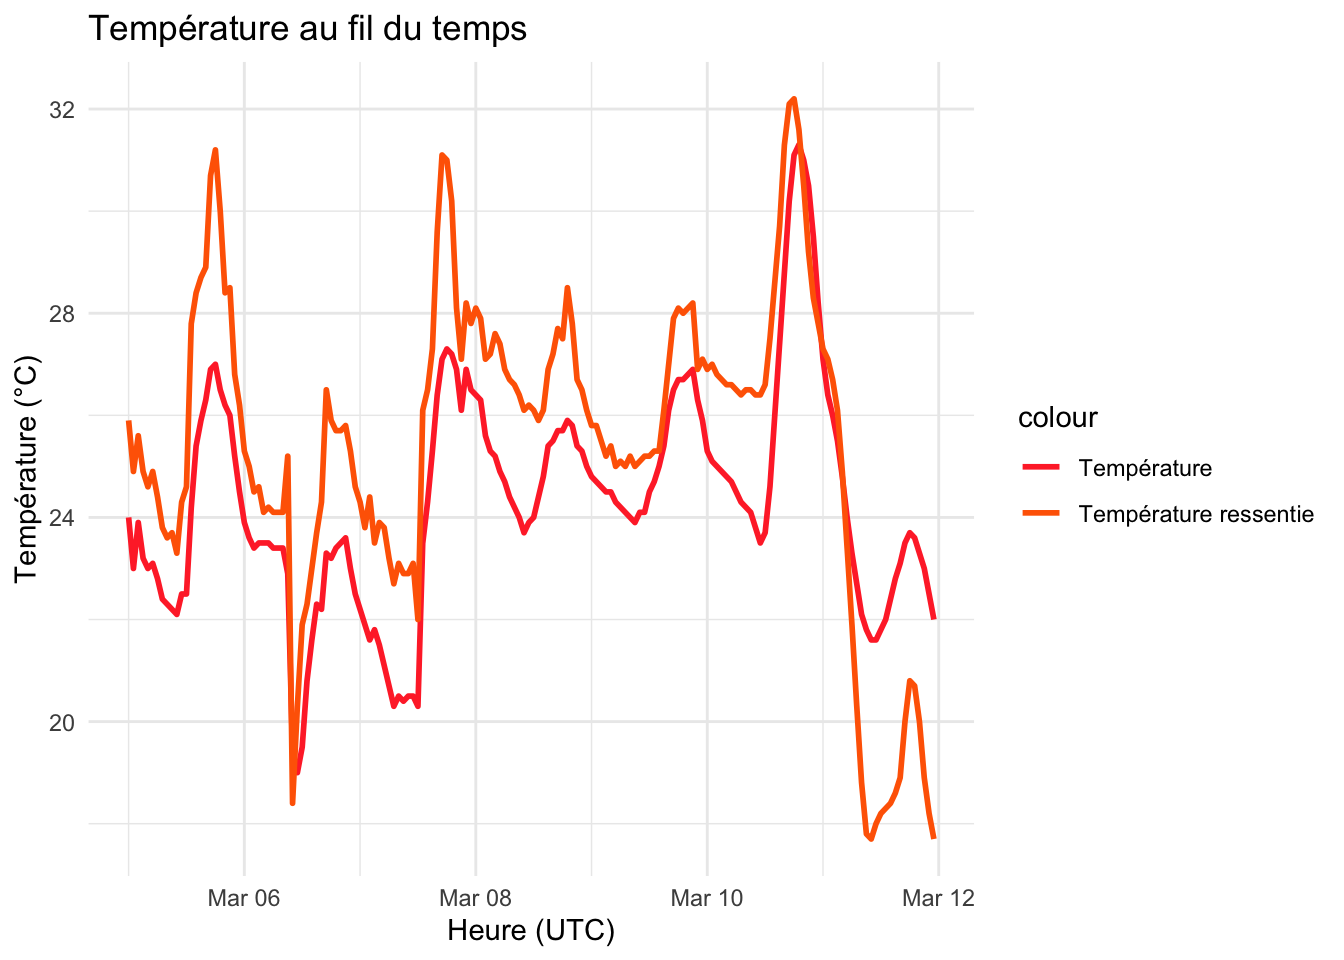 Température au fil du temps
Température (°C)
32
28
24
20
Mar 06
Mar 08
Mar 10
Mar 12
Heure (UTC)
colour
Température
Température ressentie